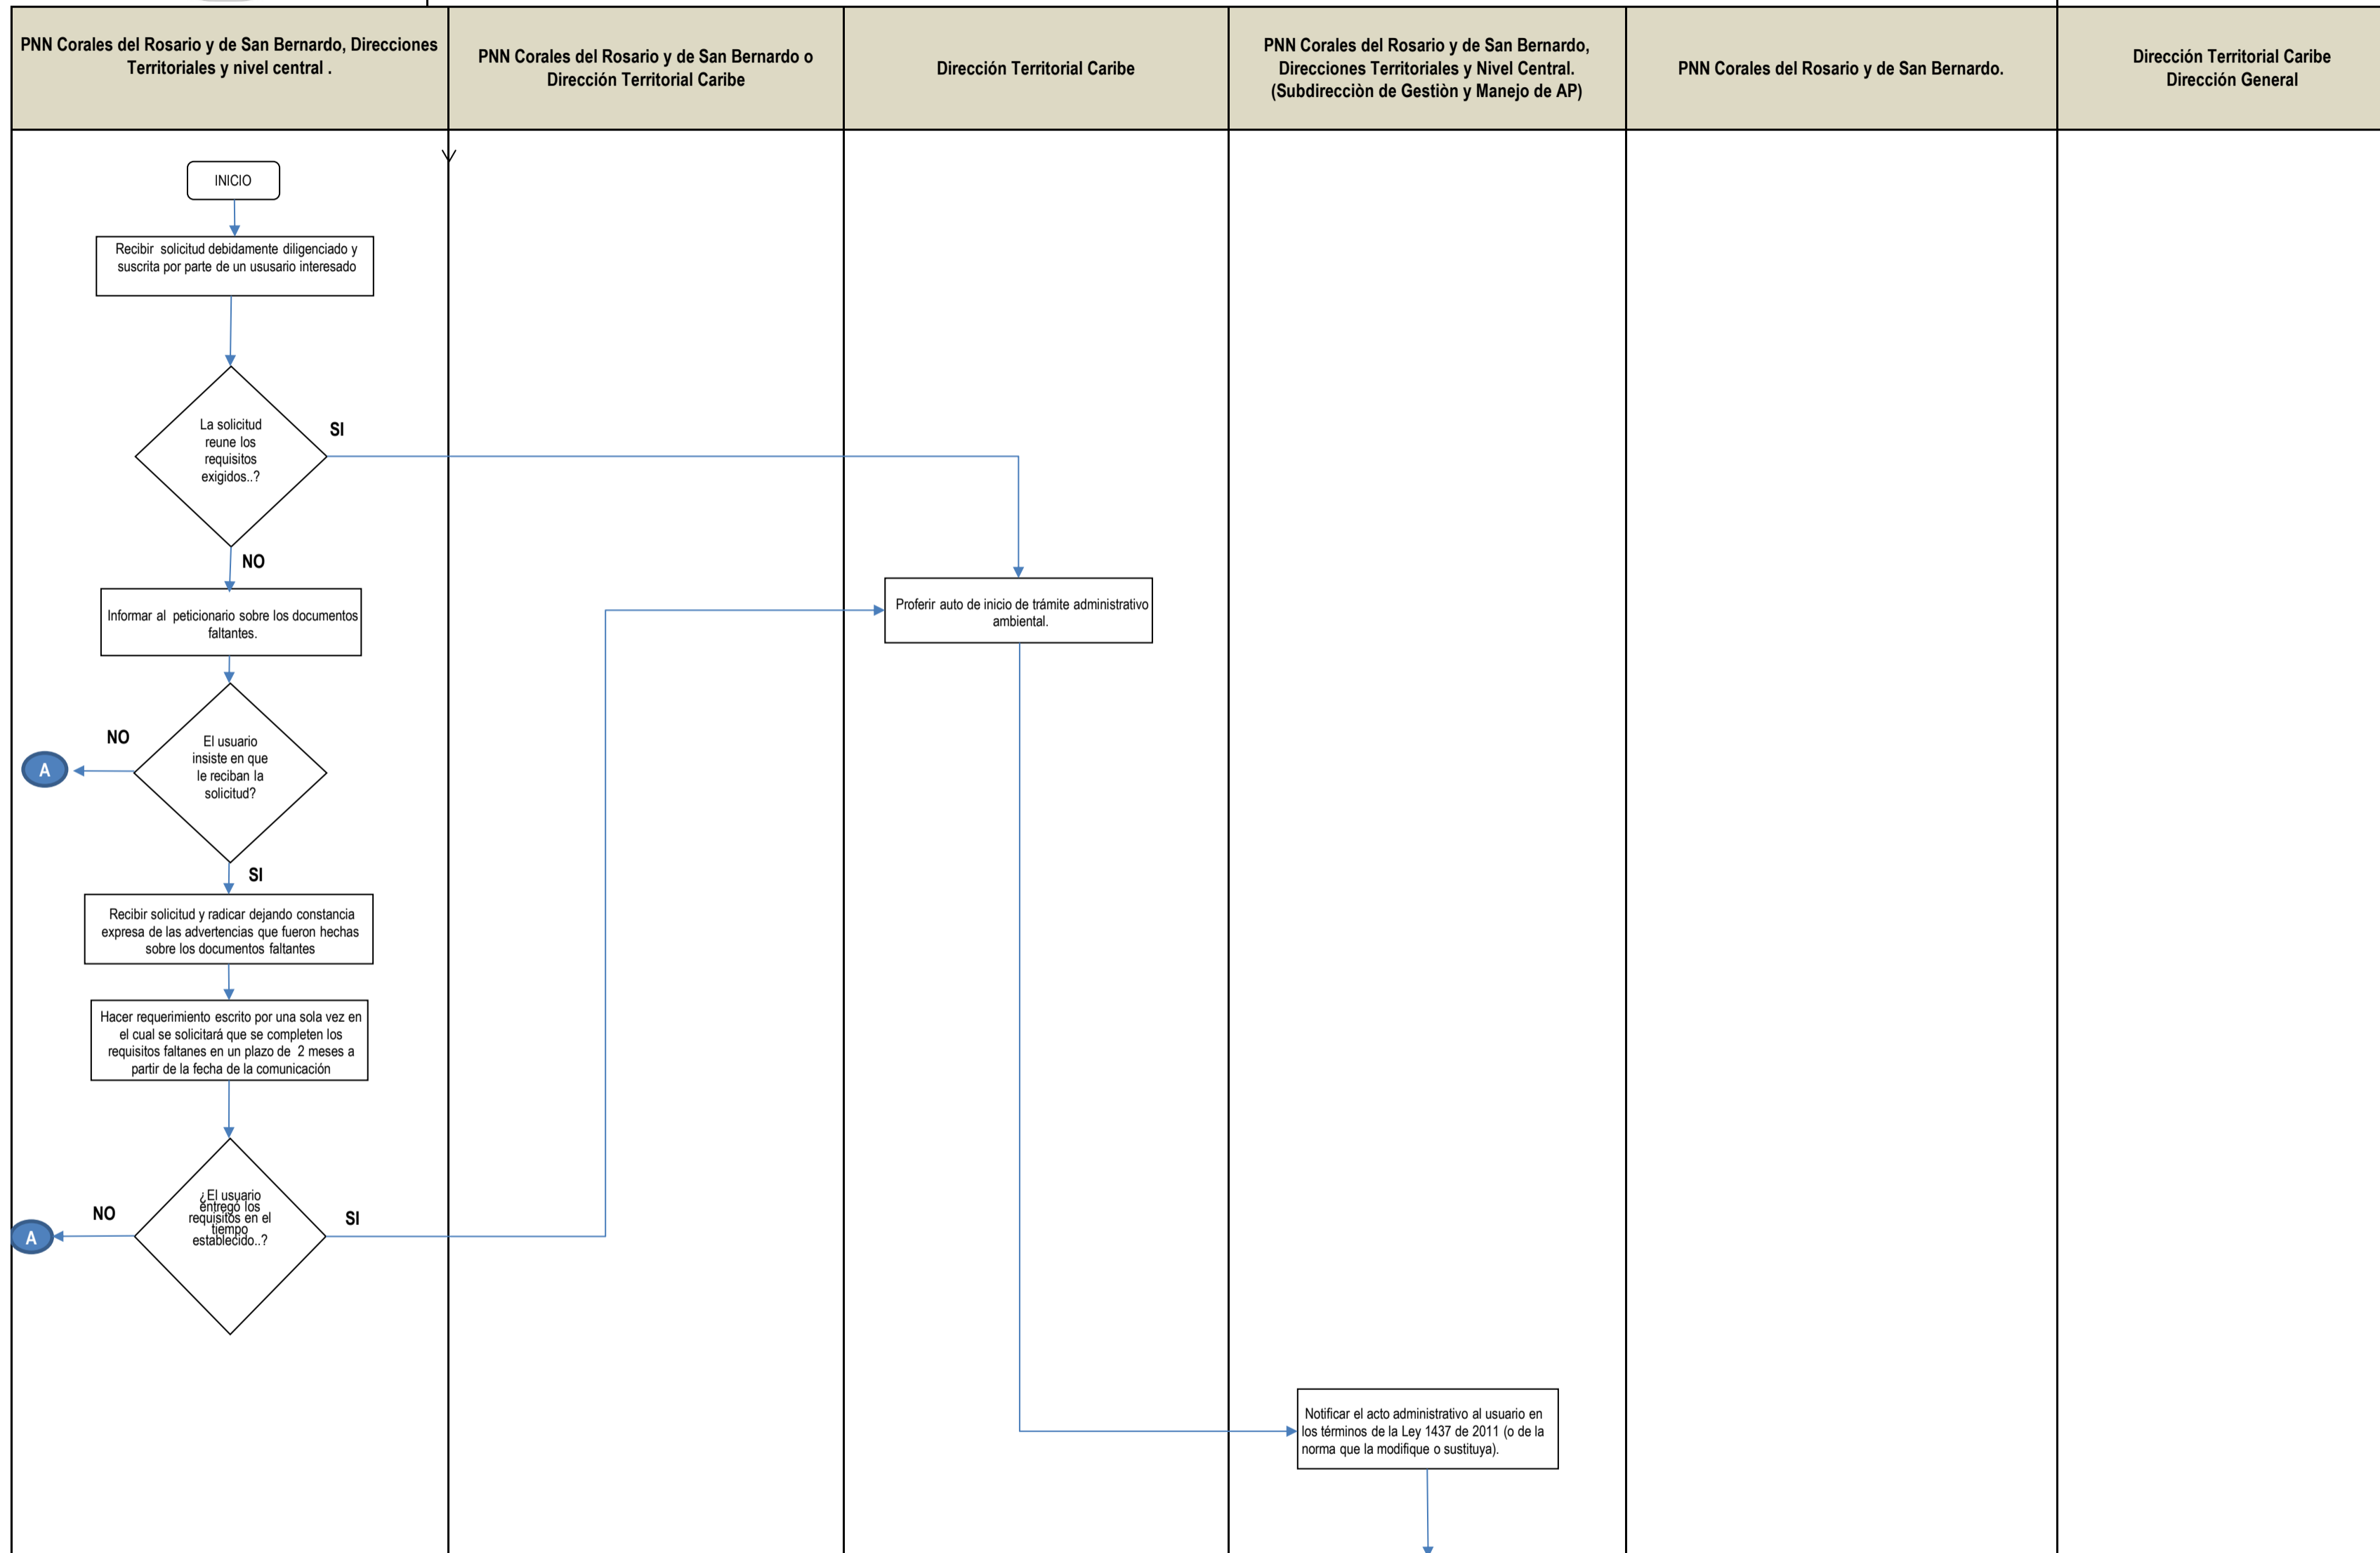 PNN Corales del Rosario y de San Bernardo, Direcciones
Territoriales y nivel central .
PNN Corales del Rosario y de San Bernardo o
Dirección Territorial Caribe
Dirección Territorial Caribe
PNN Corales del Rosario y de San Bernardo,
Direcciones Territoriales y Nivel Central.
(Subdirecciòn de Gestiòn y Manejo de AP)
PNN Corales del Rosario y de San Bernardo.
Dirección Territorial Caribe
Dirección General
INICIO
Recibir solicitud debidamente diligenciado y
suscrita por parte de un ususario interesado
La solicitud
reune los
requisitos
exigidos..?
SI
NO
Informar al peticionario sobre los documentos
faltantes.
Proferir auto de inicio de trámite administrativo
ambiental.
El usuario
insiste en que
le reciban la
solicitud?
NO
A
SI
Recibir solicitud y radicar dejando constancia
expresa de las advertencias que fueron hechas
sobre los documentos faltantes
Hacer requerimiento escrito por una sola vez en
el cual se solicitará que se completen los
requisitos faltanes en un plazo de 2 meses a
partir de la fecha de la comunicación
¿El usuario
entregó los
requisitos en el
tiempo
establecido..?
NO
A
SI
Notificar el acto administrativo al usuario en
los términos de la Ley 1437 de 2011 (o de la
norma que la modifique o sustituya).